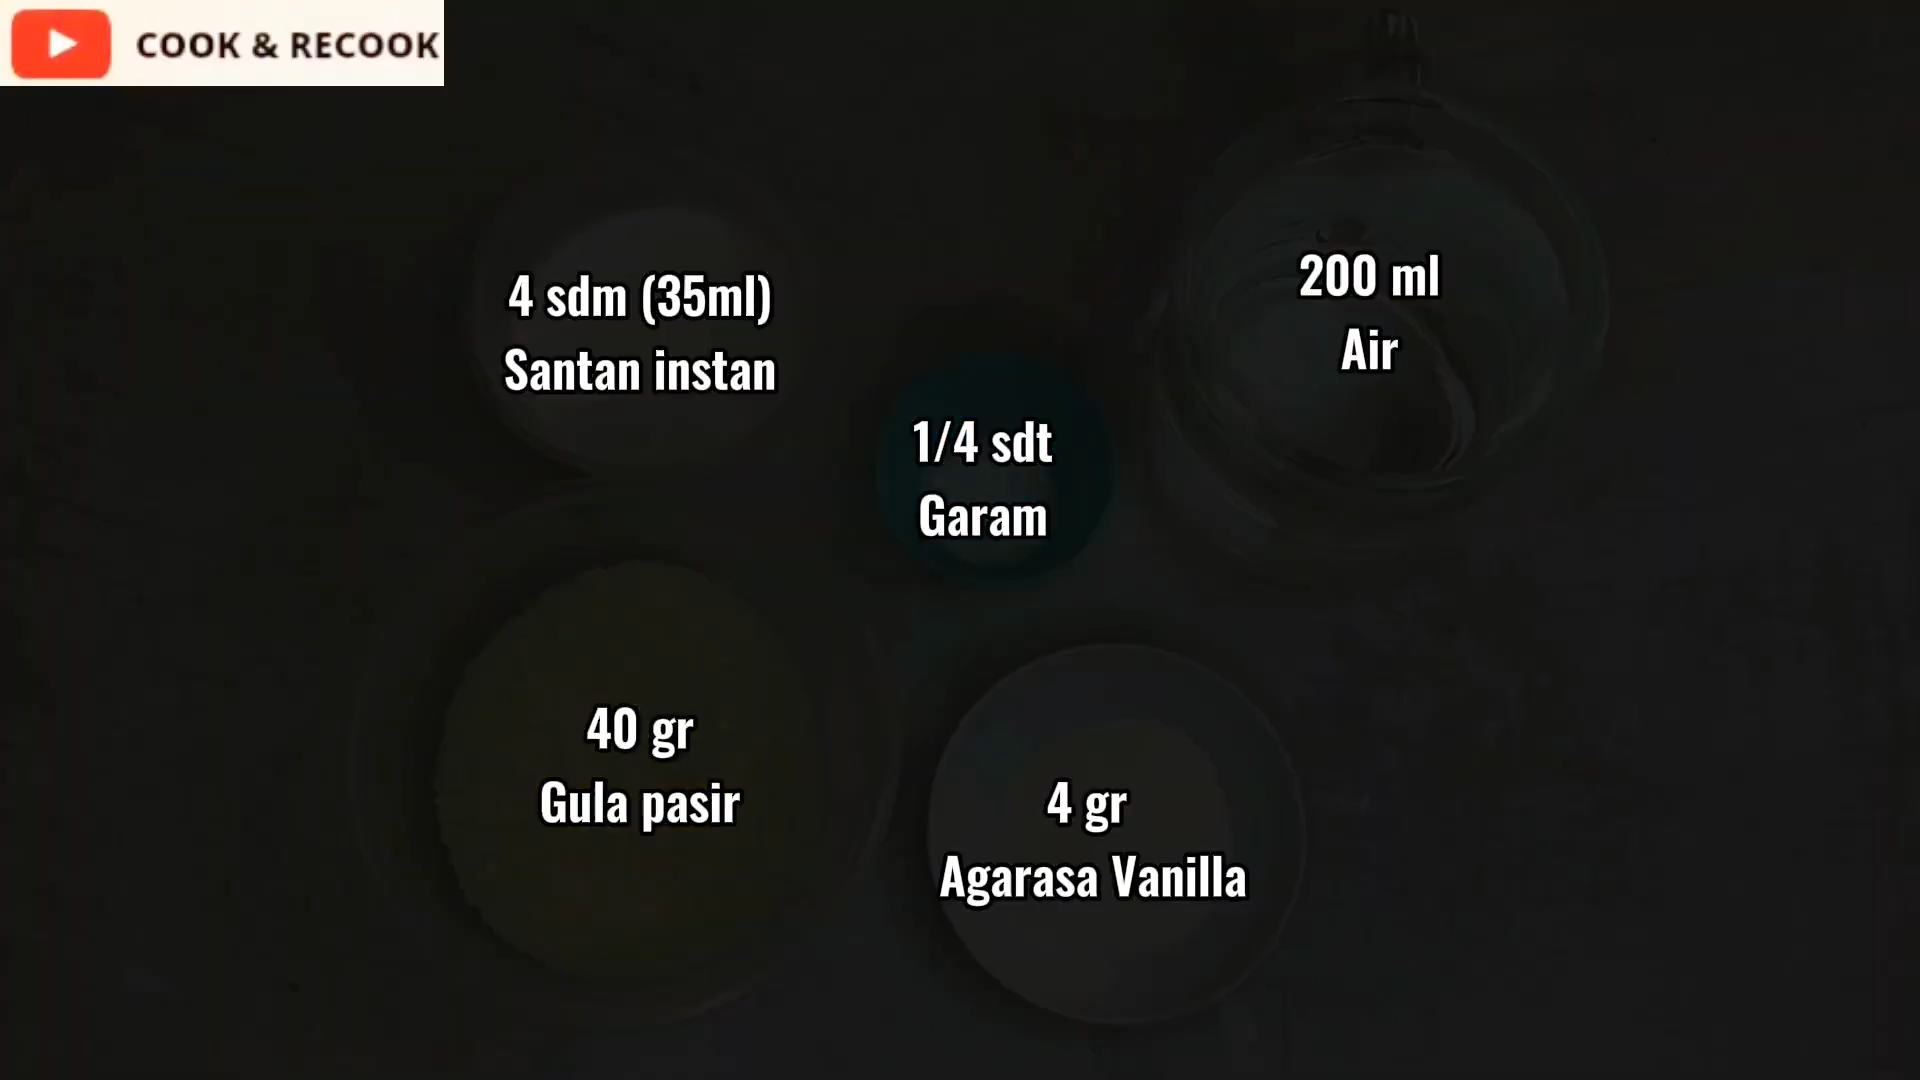 COOK & RECOOK
4 sdm (35ml)
Santan instan
200 ml
Air
1/4 sdt
Garam
40 gr
Gula pasir
4 gr
Agarasa Vanilla